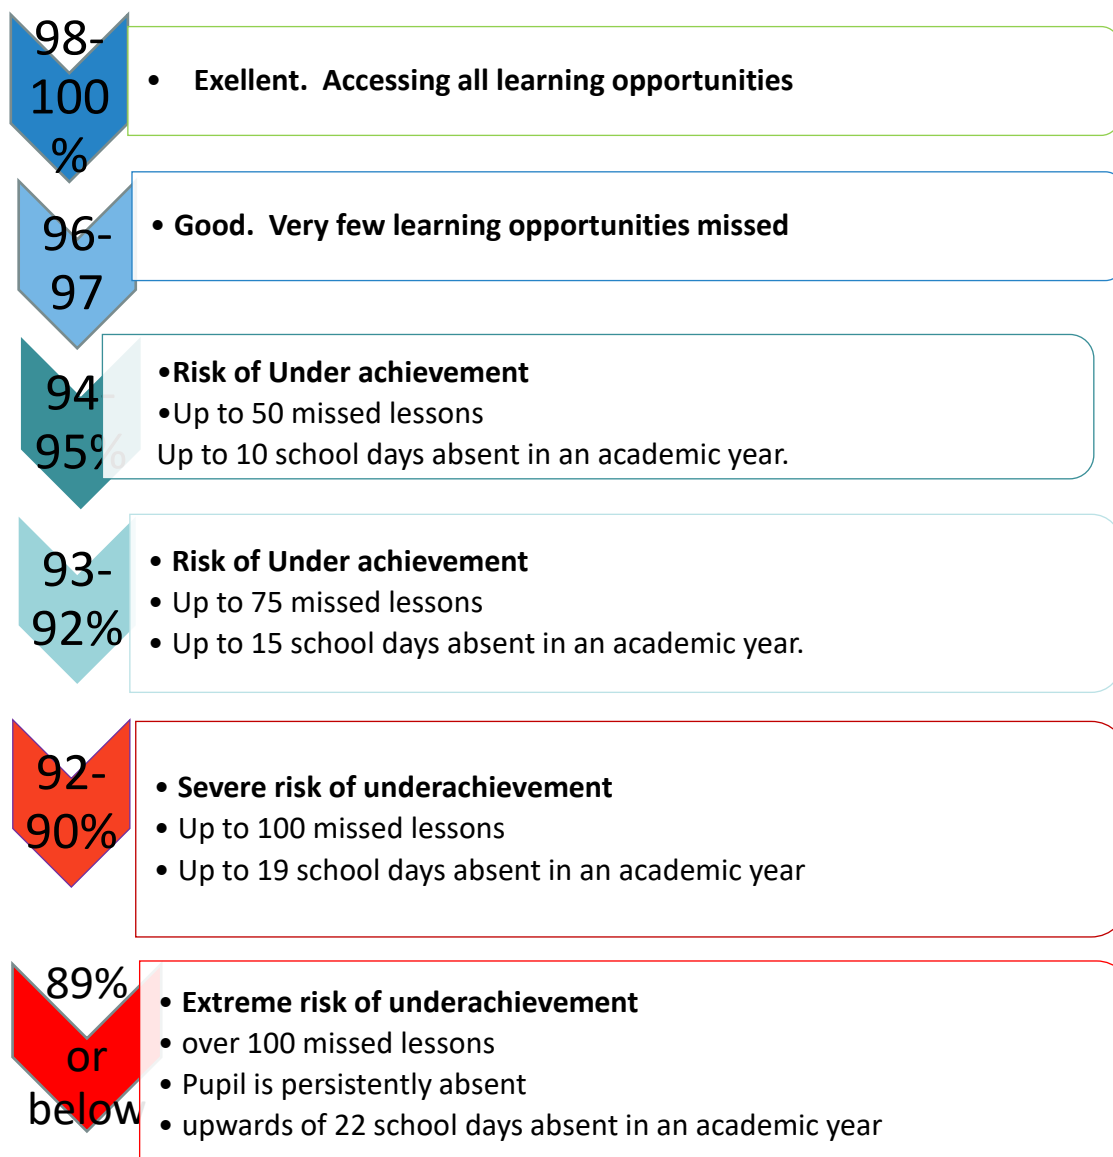 98-
100
%
• Exellent.  Accessing all learning opportunities
96-
97
• Good.  Very few learning opportunities missed
94-
95%
•Risk of Under achievement
•Up to 50 missed lessons
Up to 10 school days absent in an academic year.
93-
92%
• Risk of Under achievement
• Up to 75 missed lessons
• Up to 15 school days absent in an academic year.
92-
90%
• Severe risk of underachievement
• Up to 100 missed lessons
• Up to 19 school days absent in an academic year
89%
or
below
• Extreme risk of underachievement
• over 100 missed lessons
• Pupil is persistently absent
• upwards of 22 school days absent in an academic year